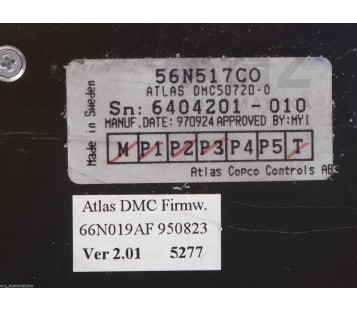 56N517CO
ATLAS DMC50720-0
Sn: 6404201-010
MANUF.DATE: 970924 APPROVED BY: MYI
M P1 P2 P3 P4 P5 T
Atlas Copco Controls AB
Made in Sweden
Atlas DMC Firmw.
66N019AF 950823
Ver 2.01 5277